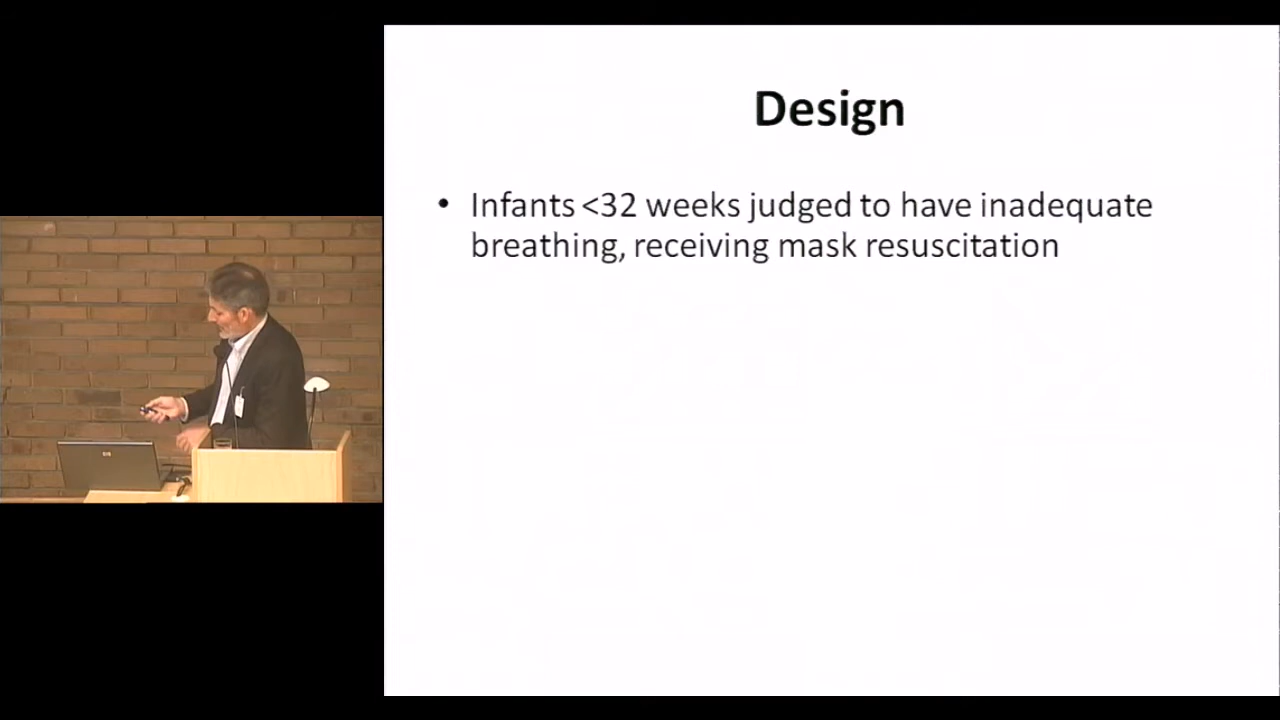 Design
• Infants <32 weeks judged to have inadequate
breathing, receiving mask resuscitation